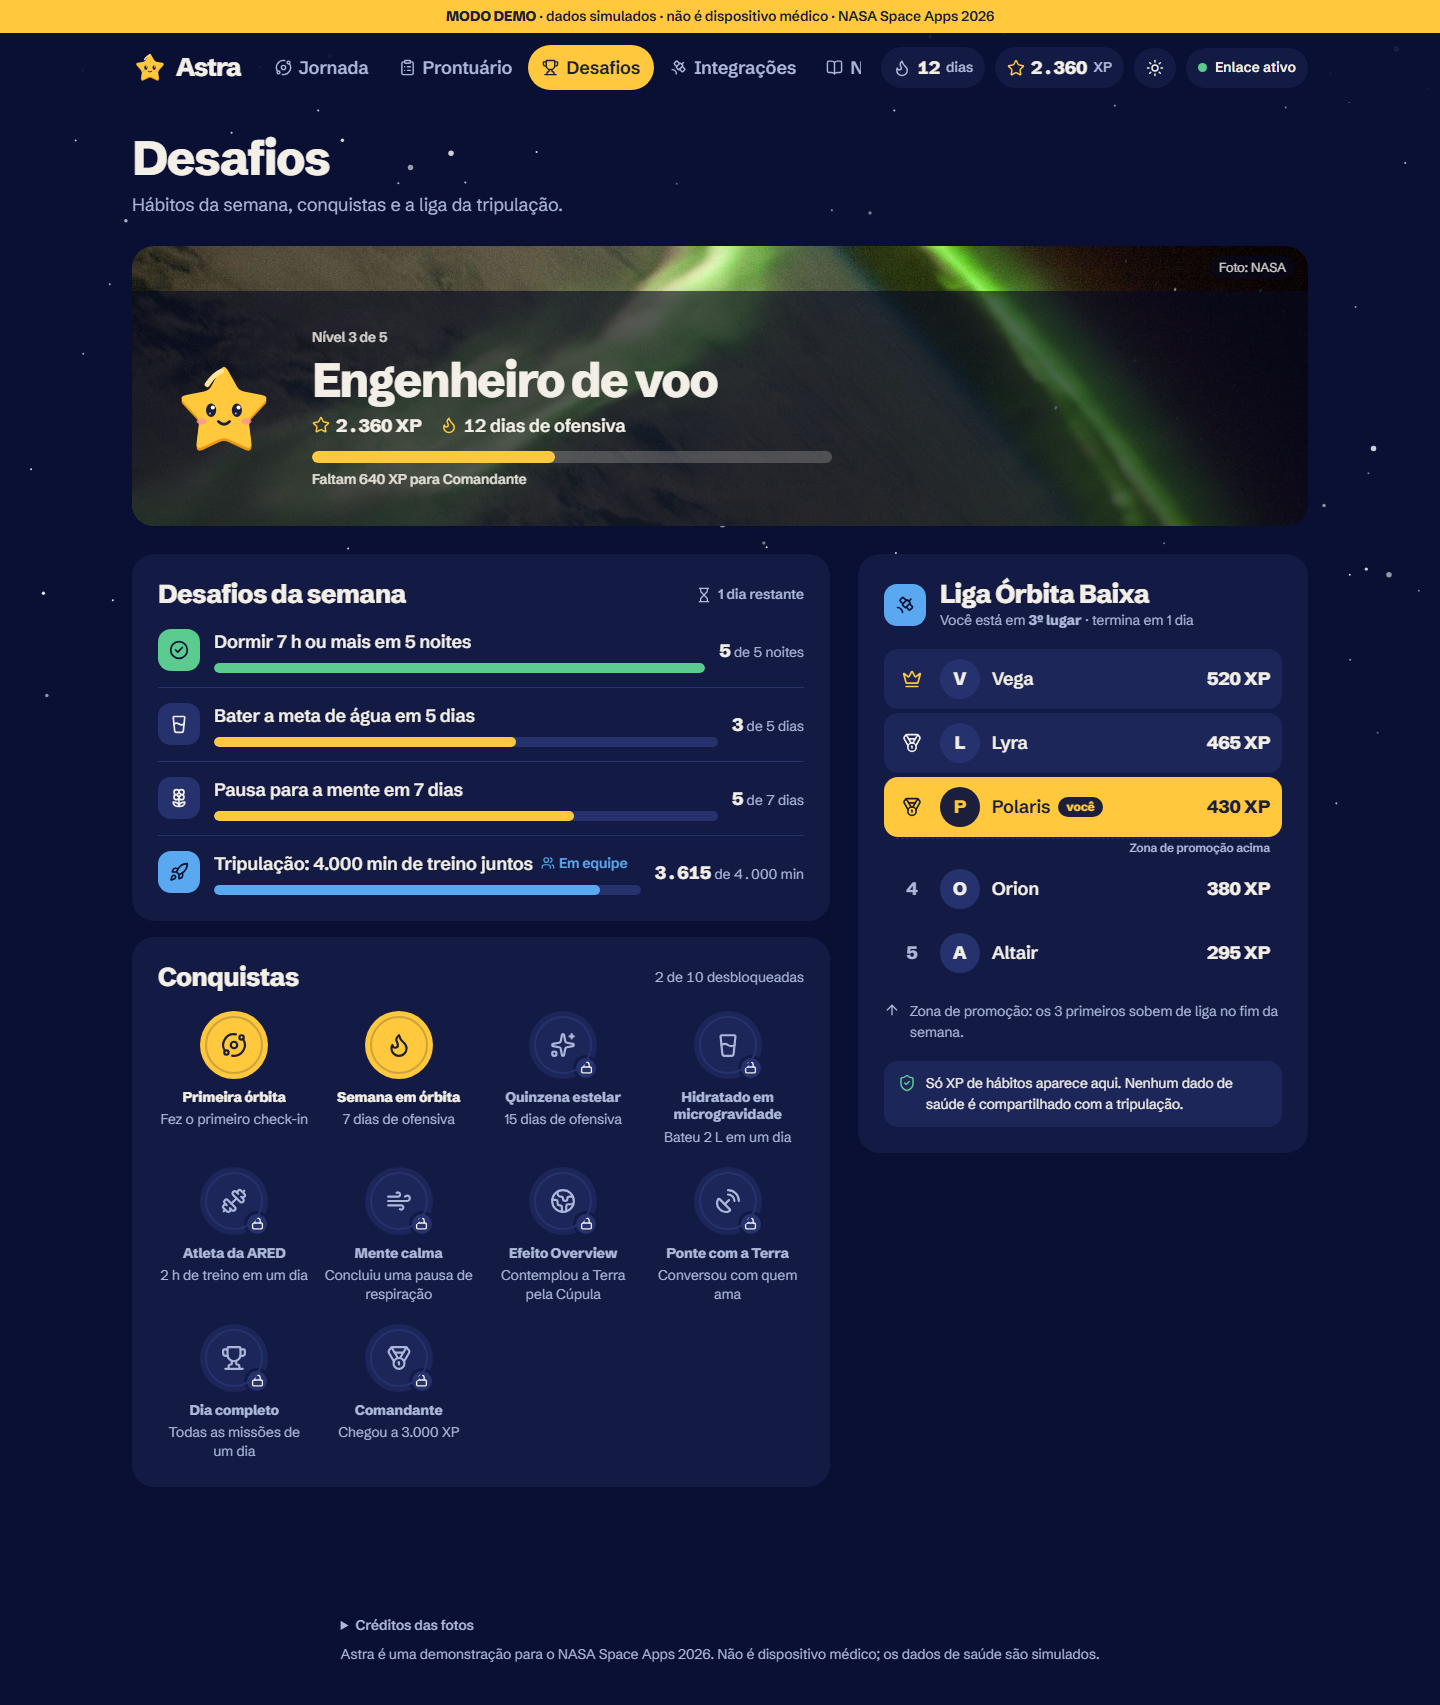 MODO DEMO · dados simulados · não é dispositivo médico · NASA Space Apps 2026
Astra
Jornada
Prontuário
Desafios
Integrações
N
12 dias
2.360 XP
Enlace ativo
Desafios
Hábitos da semana, conquistas e a liga da tripulação.
Foto: NASA
Nível 3 de 5
Engenheiro de voo
2.360 XP
12 dias de ofensiva
Faltam 640 XP para Comandante
Desafios da semana
1 dia restante
Dormir 7 h ou mais em 5 noites
5 de 5 noites
Bater a meta de água em 5 dias
3 de 5 dias
Pausa para a mente em 7 dias
5 de 7 dias
Tripulação: 4.000 min de treino juntos
Em equipe
3.615 de 4.000 min
Liga Órbita Baixa
Você está em 3º lugar · termina em 1 dia
V Vega 520 XP
L Lyra 465 XP
P Polaris você 430 XP
Zona de promoção acima
4 O Orion 380 XP
5 A Altair 295 XP
Zona de promoção: os 3 primeiros sobem de liga no fim da
semana.
Só XP de hábitos aparece aqui. Nenhum dado de
saúde é compartilhado com a tripulação.
Conquistas
2 de 10 desbloqueadas
Primeira órbita
Fez o primeiro check-in
Semana em órbita
7 dias de ofensiva
Quinzena estelar
15 dias de ofensiva
Hidratado em
microgravidade
Bateu 2 L em um dia
Atleta da ARED
2 h de treino em um dia
Mente calma
Concluiu uma pausa de
respiração
Efeito Overview
Contemplou a Terra
pela Cúpula
Ponte com a Terra
Conversou com quem
ama
Dia completo
Todas as missões de
um dia
Comandante
Chegou a 3.000 XP
Créditos das fotos
Astra é uma demonstração para o NASA Space Apps 2026. Não é dispositivo médico; os dados de saúde são simulados.